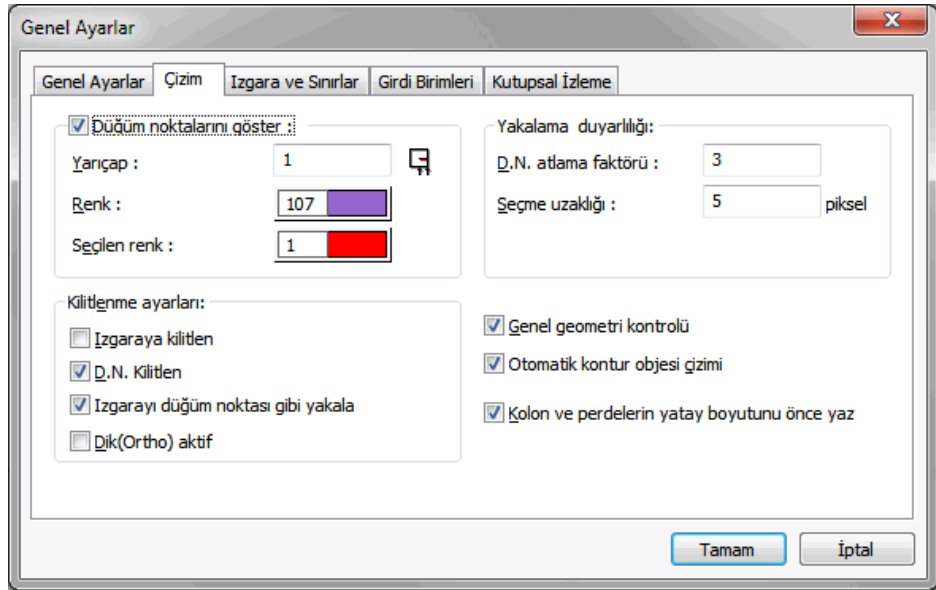 Genel Ayarlar
Genel Ayarlar Çizim Izgara ve Sınırlar Girdi Birimleri Kutupsal İzleme
Düğüm noktalarını göster :
Yarıçap : 1
Renk : 107
Seçilen renk : 1
Yakalama duyarlılığı:
D.N. atlama faktörü : 3
Seçme uzaklığı : 5 piksel
Kilitlenme ayarları:
Izgaraya kilitlen
D.N. Kilitlen
Izgarayı düğüm noktası gibi yakala
Dik(Ortho) aktif
Genel geometri kontrolü
Otomatik kontur objesi çizimi
Kolon ve perdelerin yatay boyutunu önce yaz
Tamam İptal